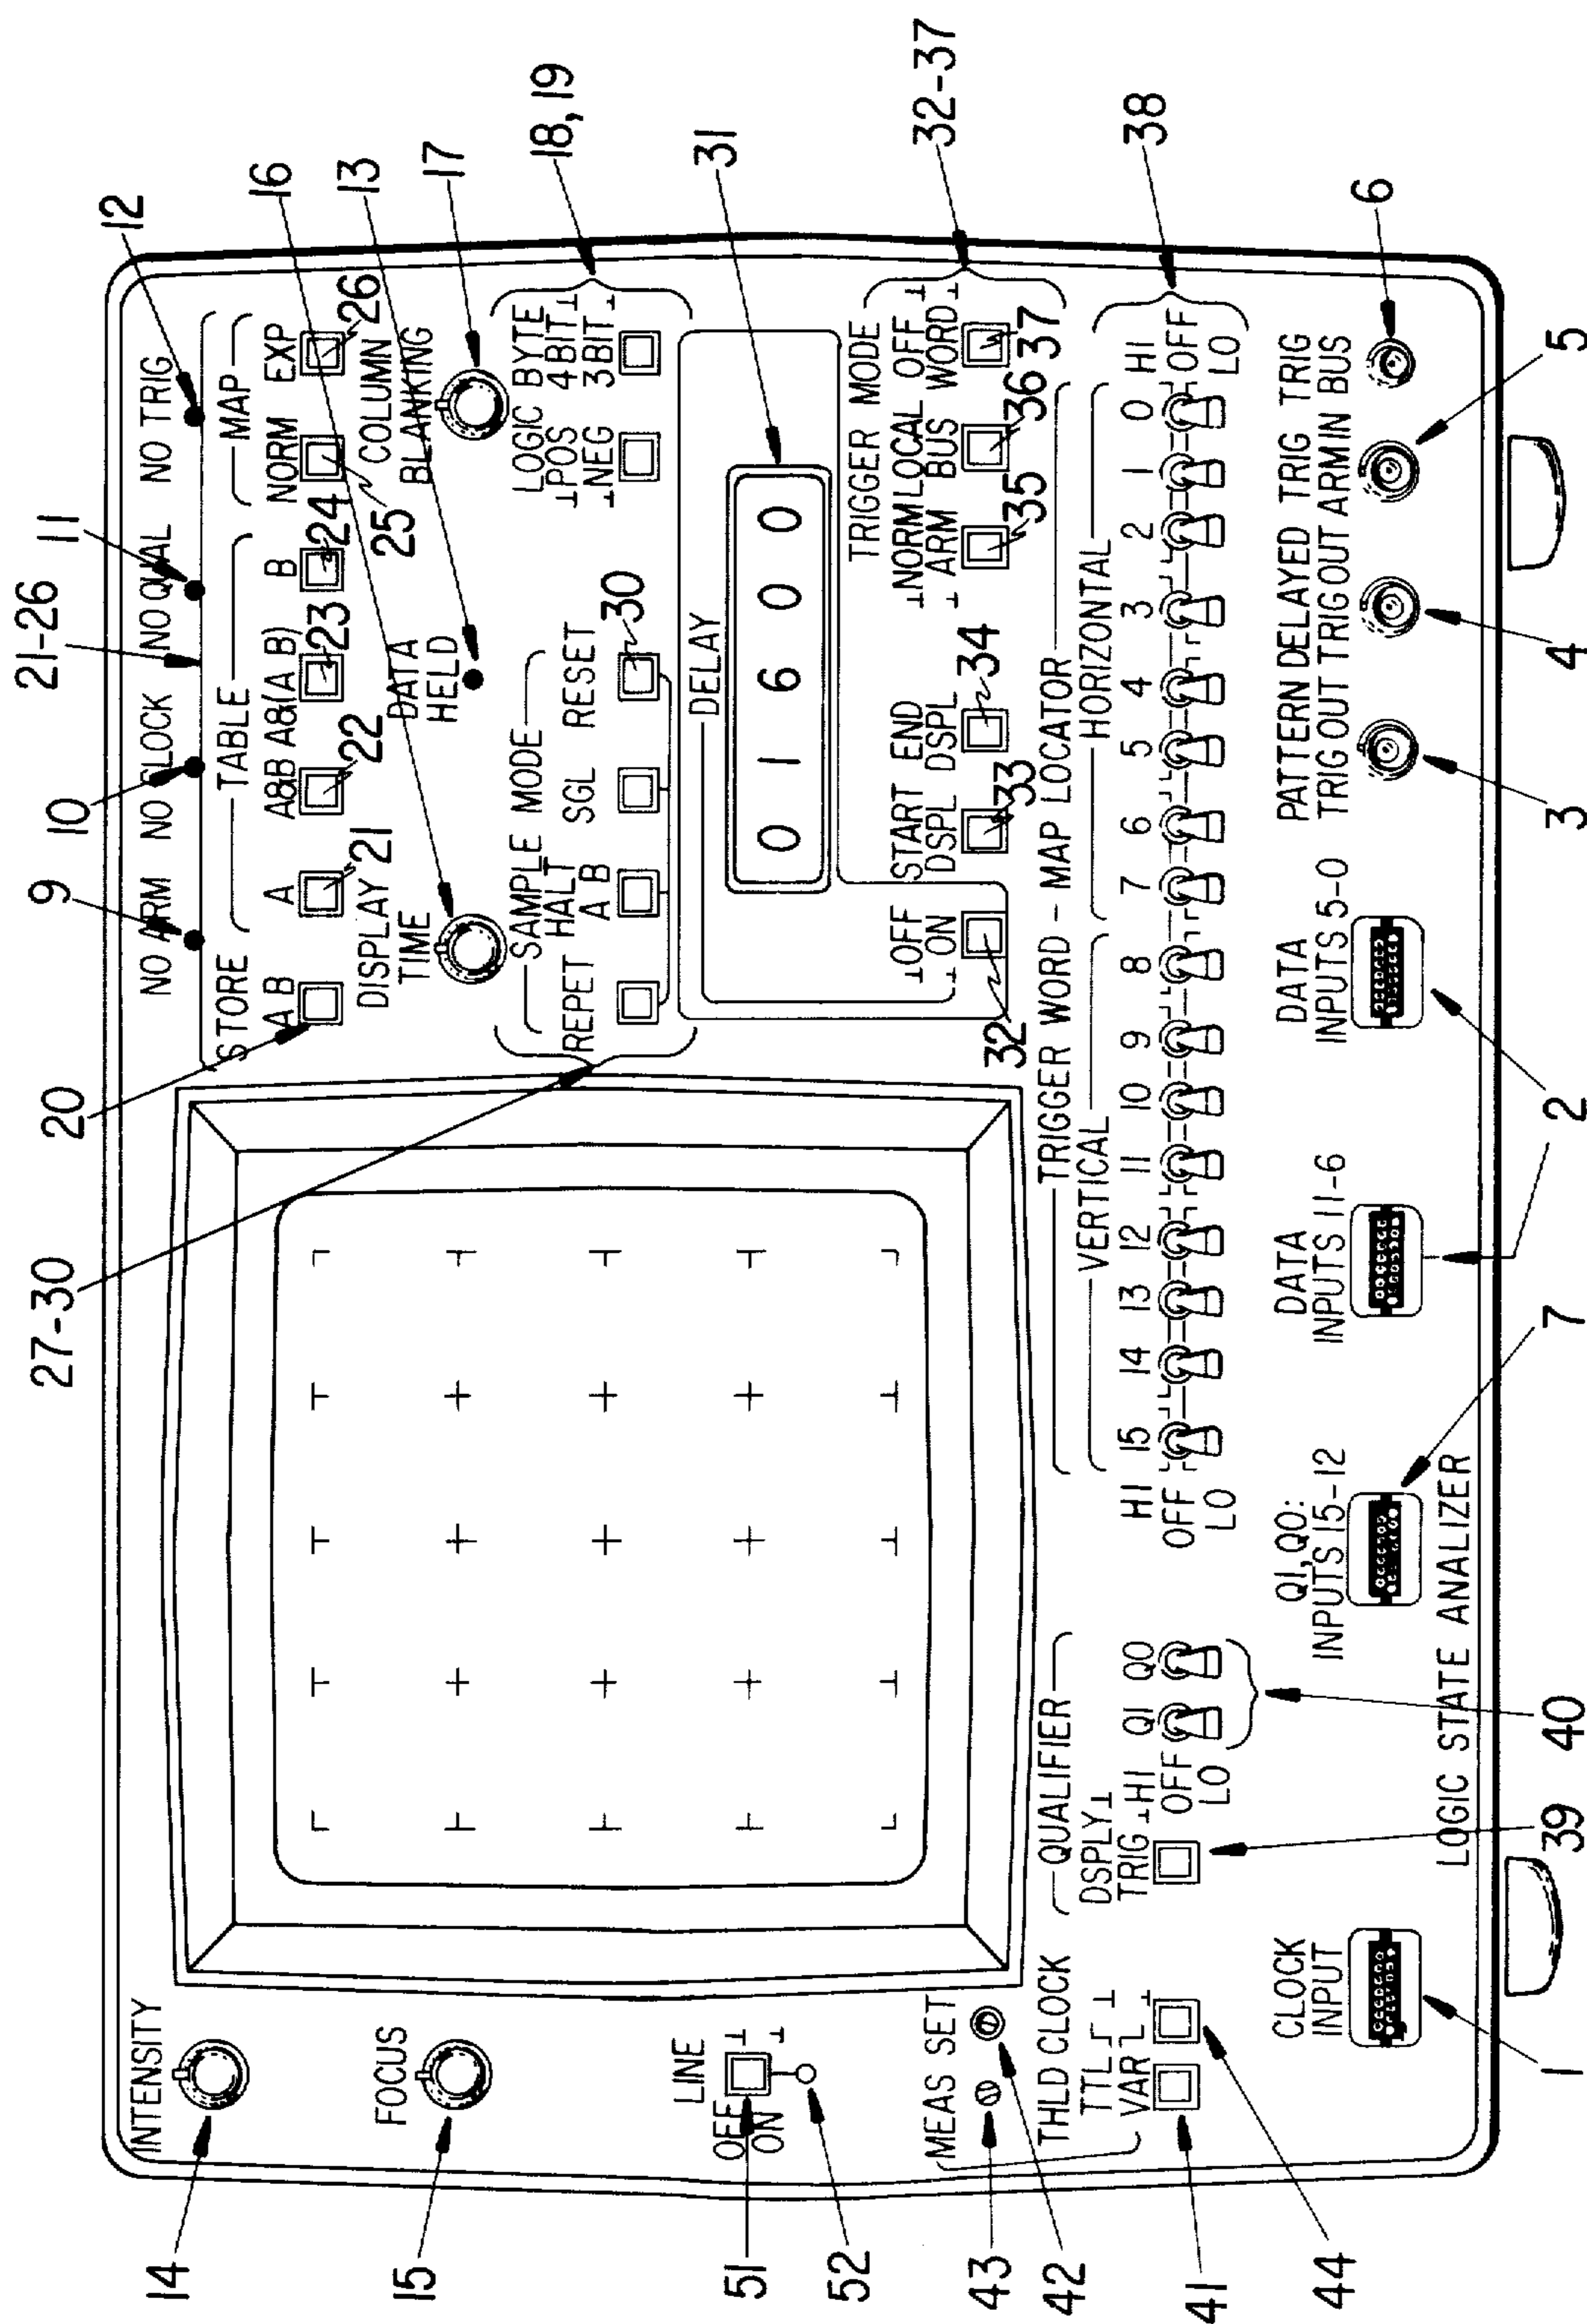 21-26
9
10
11
12
27-30
20
16
13
17
18, 19
14
INTENSITY
NO ARM NO CLOCK NO QUAL NO TRIG
STORE
TABLE
MAP
A B
A
A&B
A&(A B)
B
NORM
EXP
21
22
23
24
25
26
DISPLAY
TIME
DATA
HELD
COLUMN
BLANKING
15
FOCUS
SAMPLE MODE
REPET
HALT
A B
SGL
RESET
30
LOGIC
POS
NEG
BYTE
4BIT
3BIT
31
DELAY
0 1 6 0 0
51
52
LINE
OFF
ON
OFF
ON
32
START
DSPL
33
END
DSPL
34
TRIGGER MODE
NORM
ARM
35
LOCAL
BUS
36
OFF
WORD
37
32-37
43
42
MEAS SET
THLD CLOCK
TTL
VAR
41
44
QUALIFIER
DSPLY
TRIG
HI
OFF
LO
Q1 Q0
39
40
TRIGGER WORD - MAP LOCATOR
VERTICAL
HORIZONTAL
HI
OFF
LO
15 14 13 12 11 10 9 8 7 6 5 4 3 2 1 0
HI
OFF
LO
38
CLOCK
INPUT
Q1,Q0:
INPUTS 15-12
DATA
INPUTS 11-6
DATA
INPUTS 5-0
PATTERN DELAYED TRIG TRIG
TRIG OUT TRIG OUT ARM IN BUS
LOGIC STATE ANALIZER
1
7
2
3
4
5
6